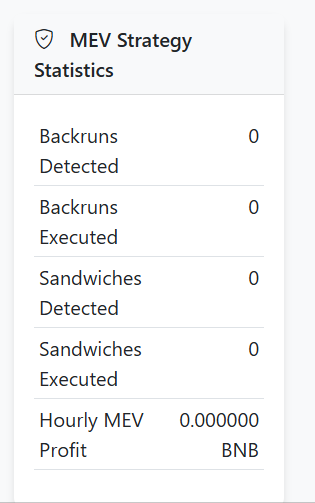 MEV Strategy
Statistics
Backruns 0
Detected
Backruns 0
Executed
Sandwiches 0
Detected
Sandwiches 0
Executed
Hourly MEV 0.000000
Profit BNB